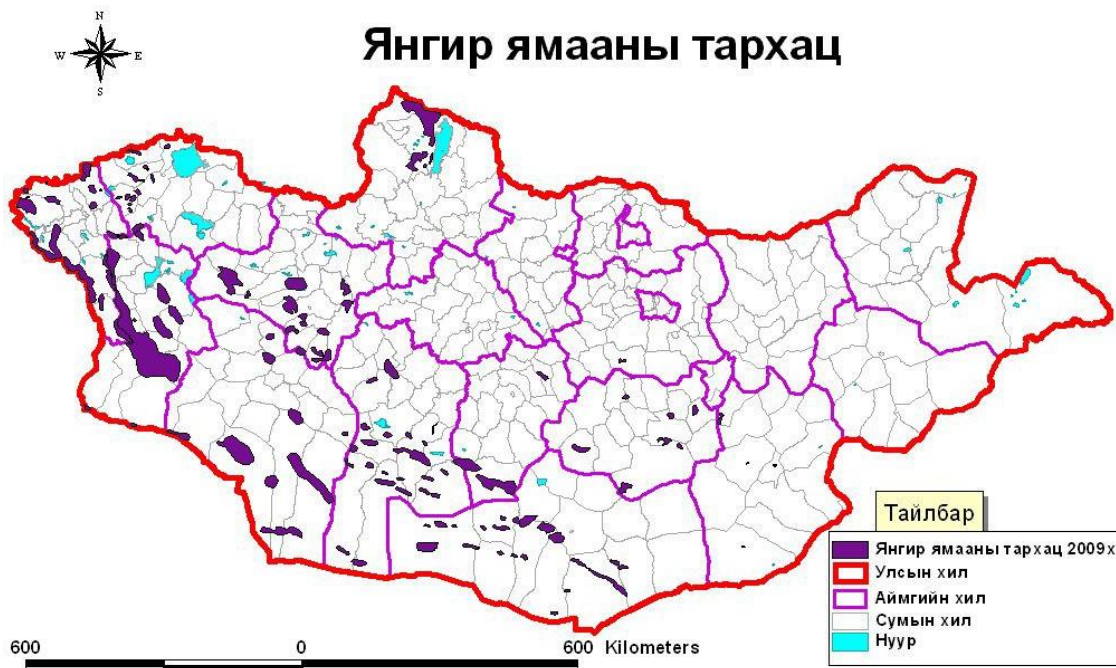 Янгир ямааны тархац
N
W E
S
Тайлбар
Янгир ямааны тархац 2009х
Улсын хил
Аймгийн хил
Сумын хил
Нуур
600 0 600 Kilometers